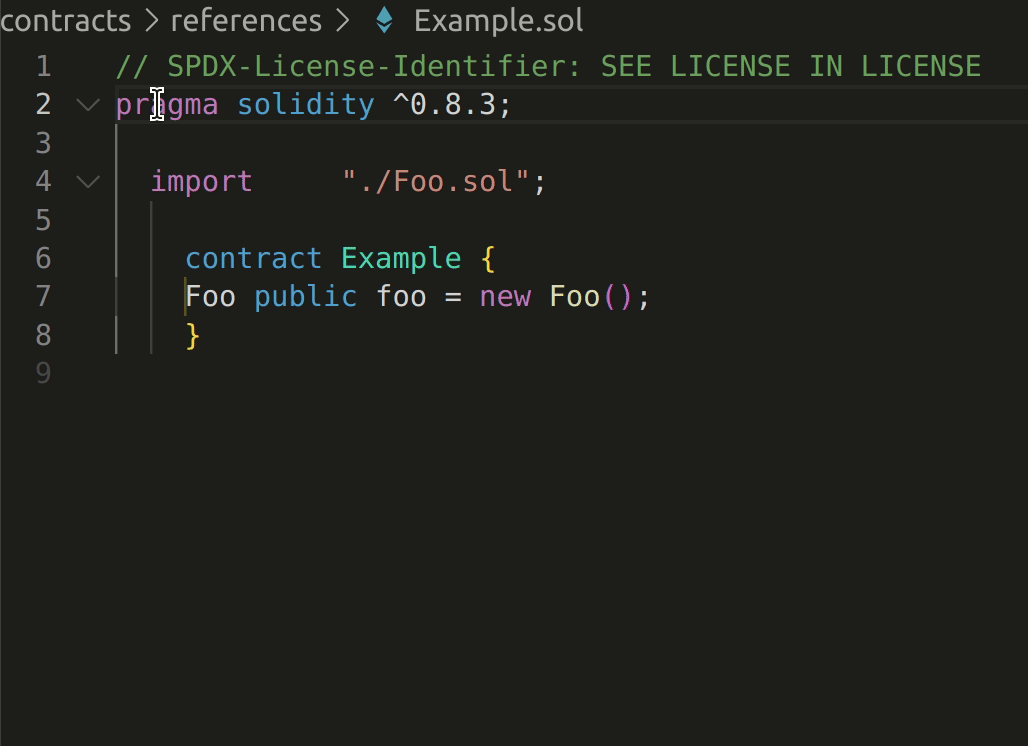 contracts > references > Example.sol
1 // SPDX-License-Identifier: SEE LICENSE IN LICENSE
2 pragma solidity ^0.8.3;
3
4   import     "./Foo.sol";
5
6     contract Example {
7     Foo public foo = new Foo();
8     }
9